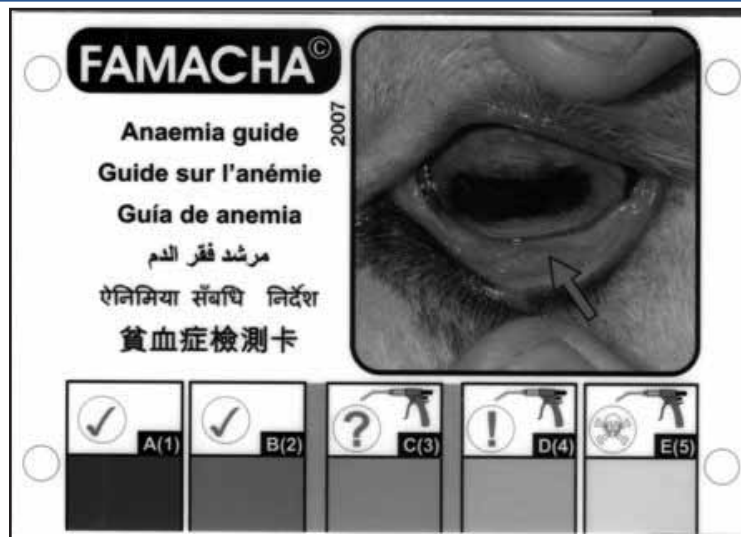 FAMACHA©
2007
Anaemia guide
Guide sur l'anémie
Guía de anemia
مرشد فقر الدم
ऐनिमिया सँबधि निर्देश
貧血症檢測卡
✓ A(1)
✓ B(2)
? C(3)
! D(4)
E(5)